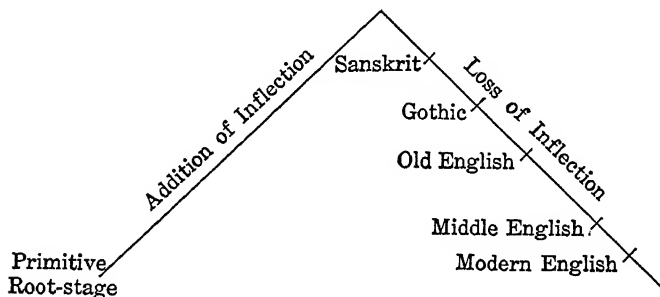 Sanskrit
Loss of Inflection
Addition of Inflection
Gothic
Old English
Middle English
Primitive
Root-stage
Modern English